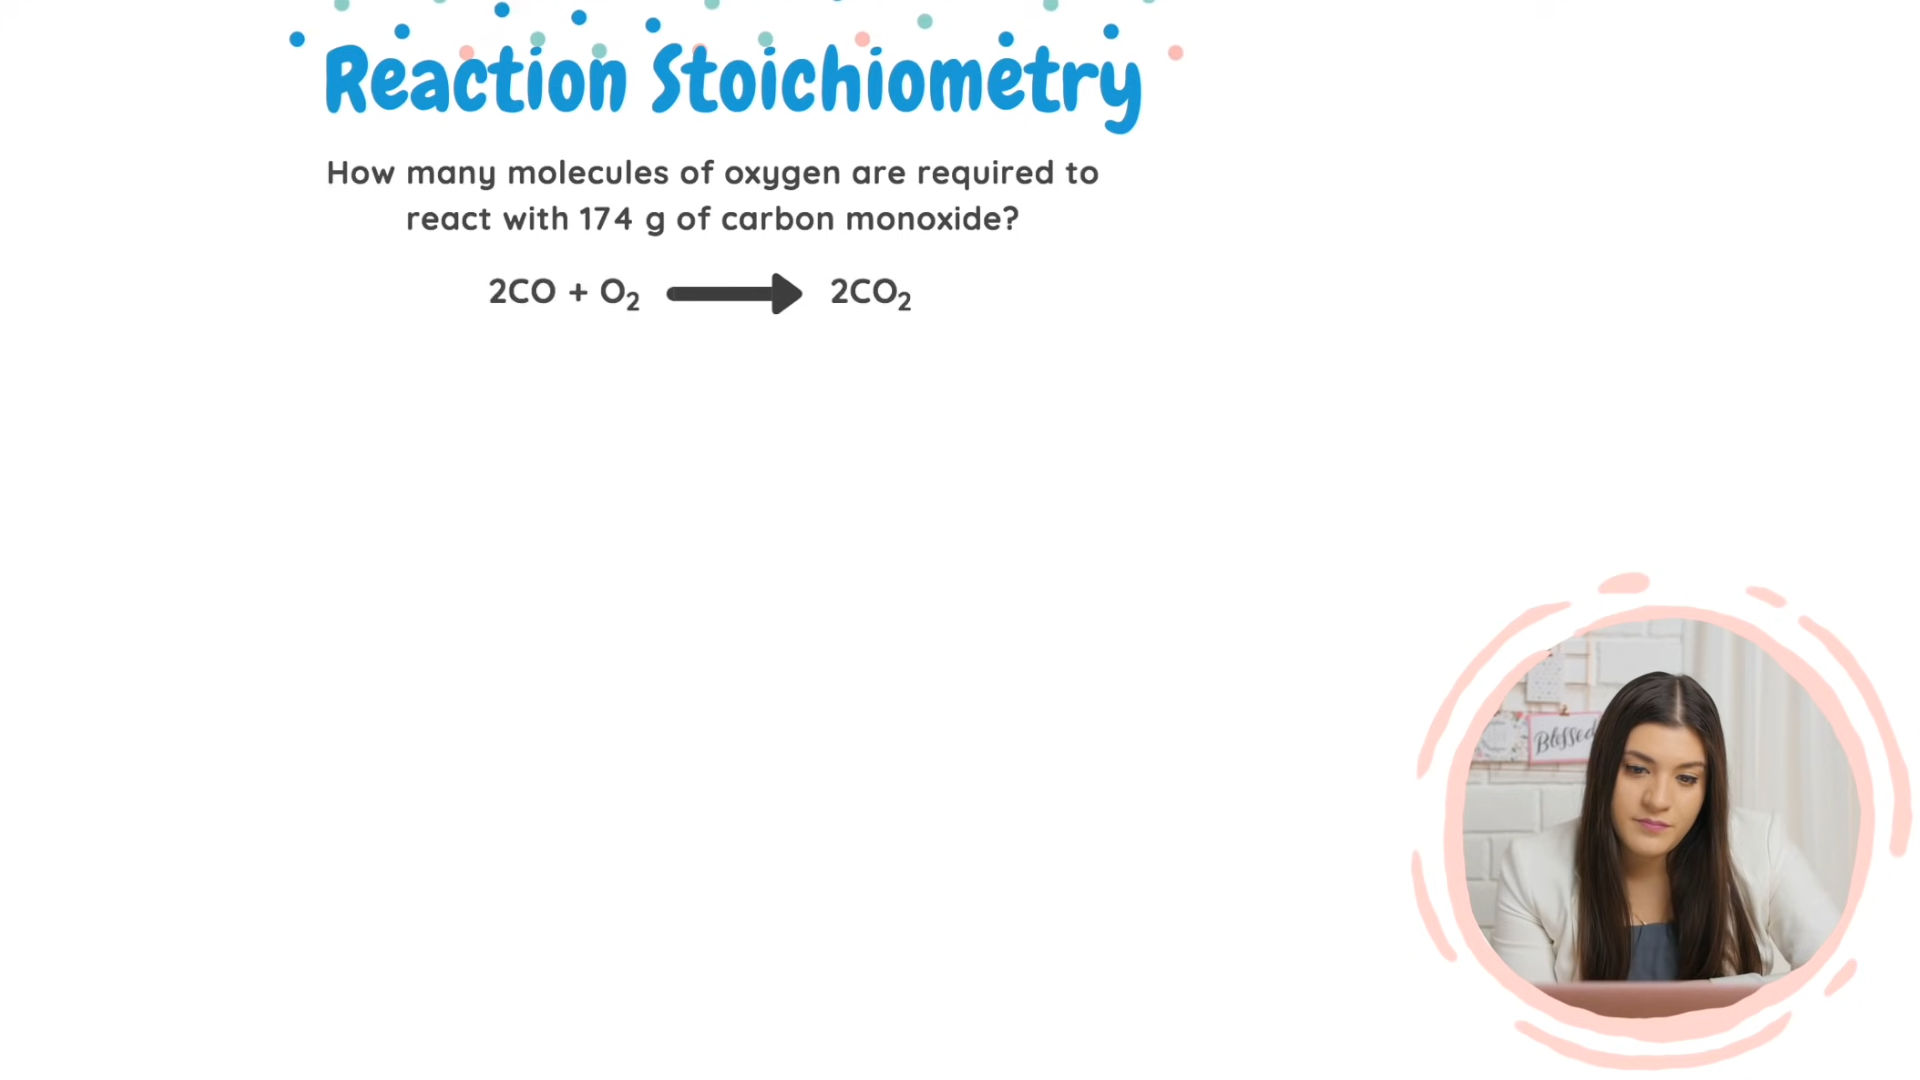 Reaction Stoichiometry
How many molecules of oxygen are required to
react with 174 g of carbon monoxide?
2CO + O₂ ⟶ 2CO₂
Blessed